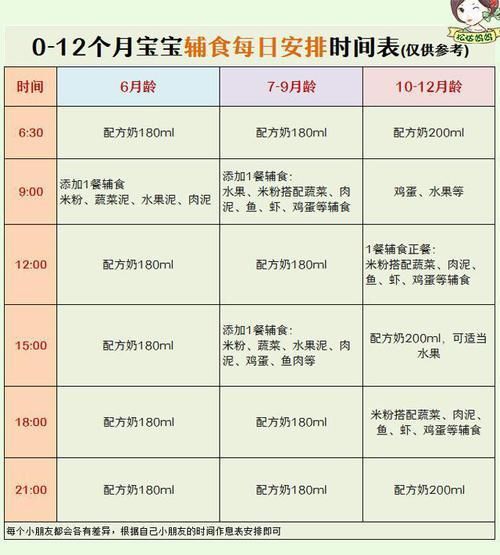 0-12个月宝宝辅食每日安排时间表(仅供参考)
时间 6月龄 7-9月龄 10-12月龄
6:30 配方奶180ml 配方奶180ml 配方奶200ml
9:00 添加1餐辅食
米粉、蔬菜泥、水果泥、肉泥
添加1餐辅食:
水果、米粉搭配蔬菜、肉
泥、鱼、虾、鸡蛋等辅食
鸡蛋、水果等
12:00 配方奶180ml 配方奶180ml
1餐辅食正餐:
米粉搭配蔬菜、肉泥、
鱼、虾、鸡蛋等辅食
15:00 配方奶180ml
添加1餐辅食:
米粉、蔬菜、水果泥、肉
泥、鸡蛋、鱼肉等
配方奶200ml,可适当
水果
18:00 配方奶180ml 配方奶180ml
米粉搭配蔬菜、肉泥、
鱼、虾、鸡蛋等辅食
21:00 配方奶180ml 配方奶180ml 配方奶200ml
每个小朋友都会各有差异，根据自己小朋友的时间作息表安排即可